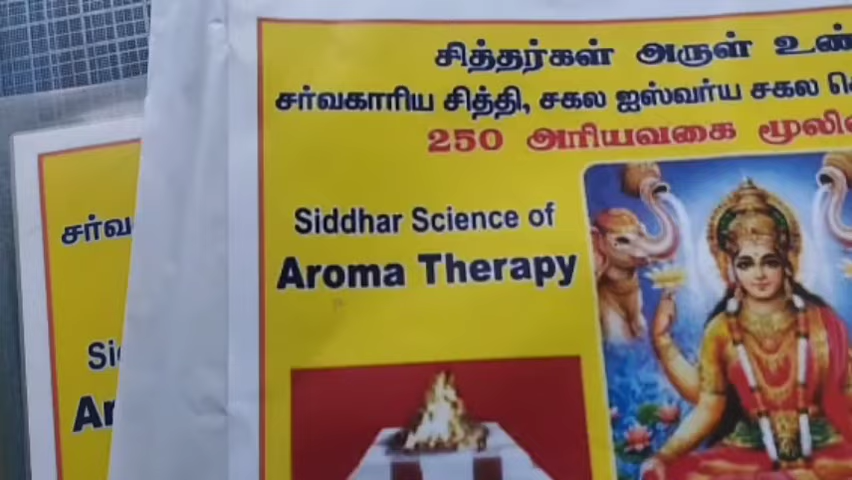 சித்தர்கள் அருள் உண்
சர்வகாரிய சித்தி, சகல ஐஸ்வர்ய சகல செ
250 அரியவகை மூலி
Siddhar Science of
Aroma Therapy
சர்வ
Si
Ar